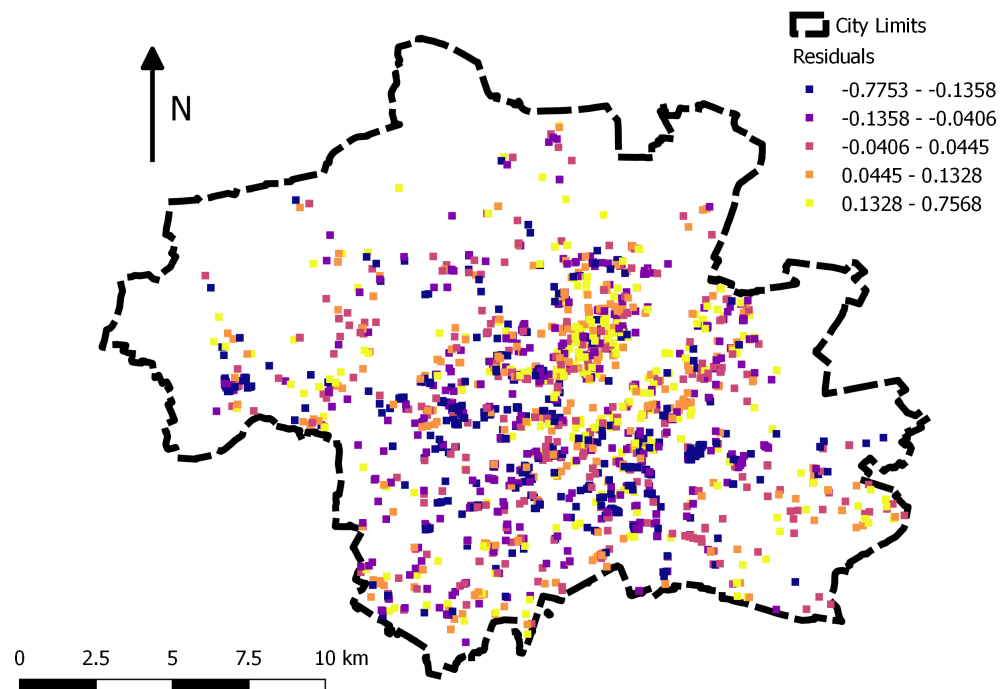 City Limits
Residuals
-0.7753 - -0.1358
-0.1358 - -0.0406
-0.0406 - 0.0445
0.0445 - 0.1328
0.1328 - 0.7568
N
0 2.5 5 7.5 10 km